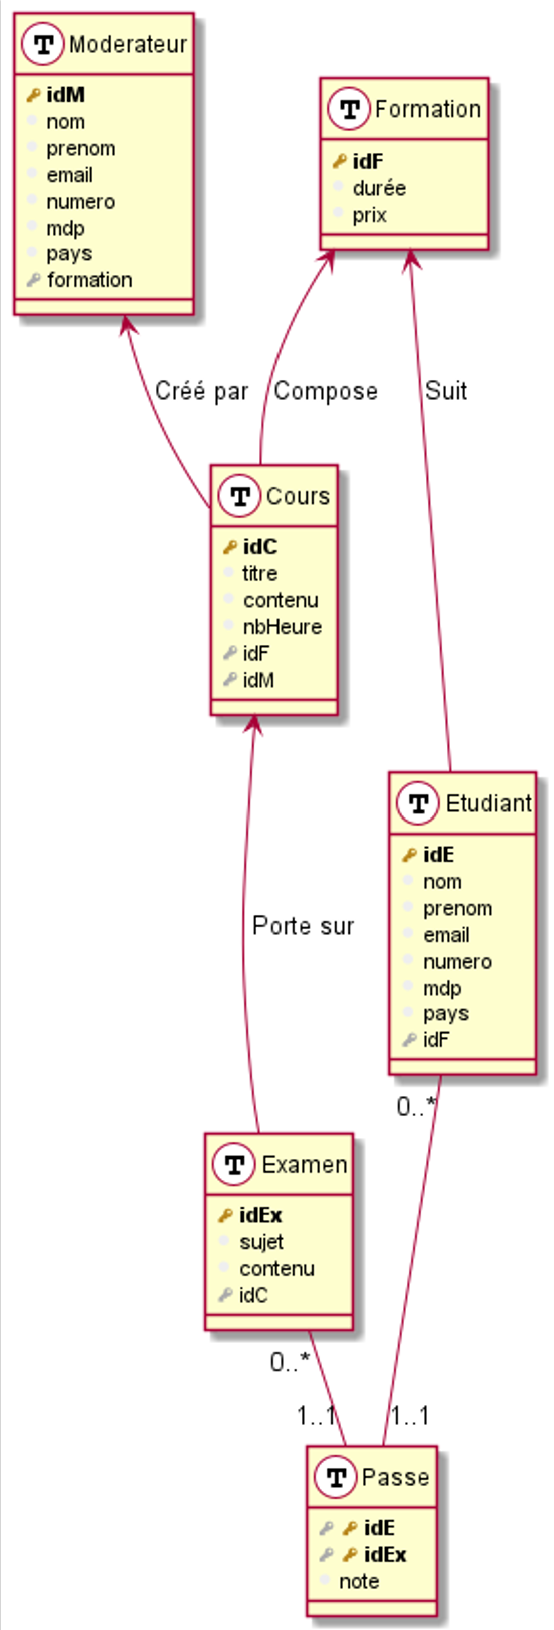 T Moderateur
idM
nom
prenom
email
numero
mdp
pays
formation
T Formation
idF
durée
prix
Créé par
Compose
Suit
T Cours
idC
titre
contenu
nbHeure
idF
idM
T Etudiant
idE
nom
prenom
email
numero
mdp
pays
idF
Porte sur
0..*
T Examen
idEx
sujet
contenu
idC
0..*
1..1
1..1
T Passe
idE
idEx
note